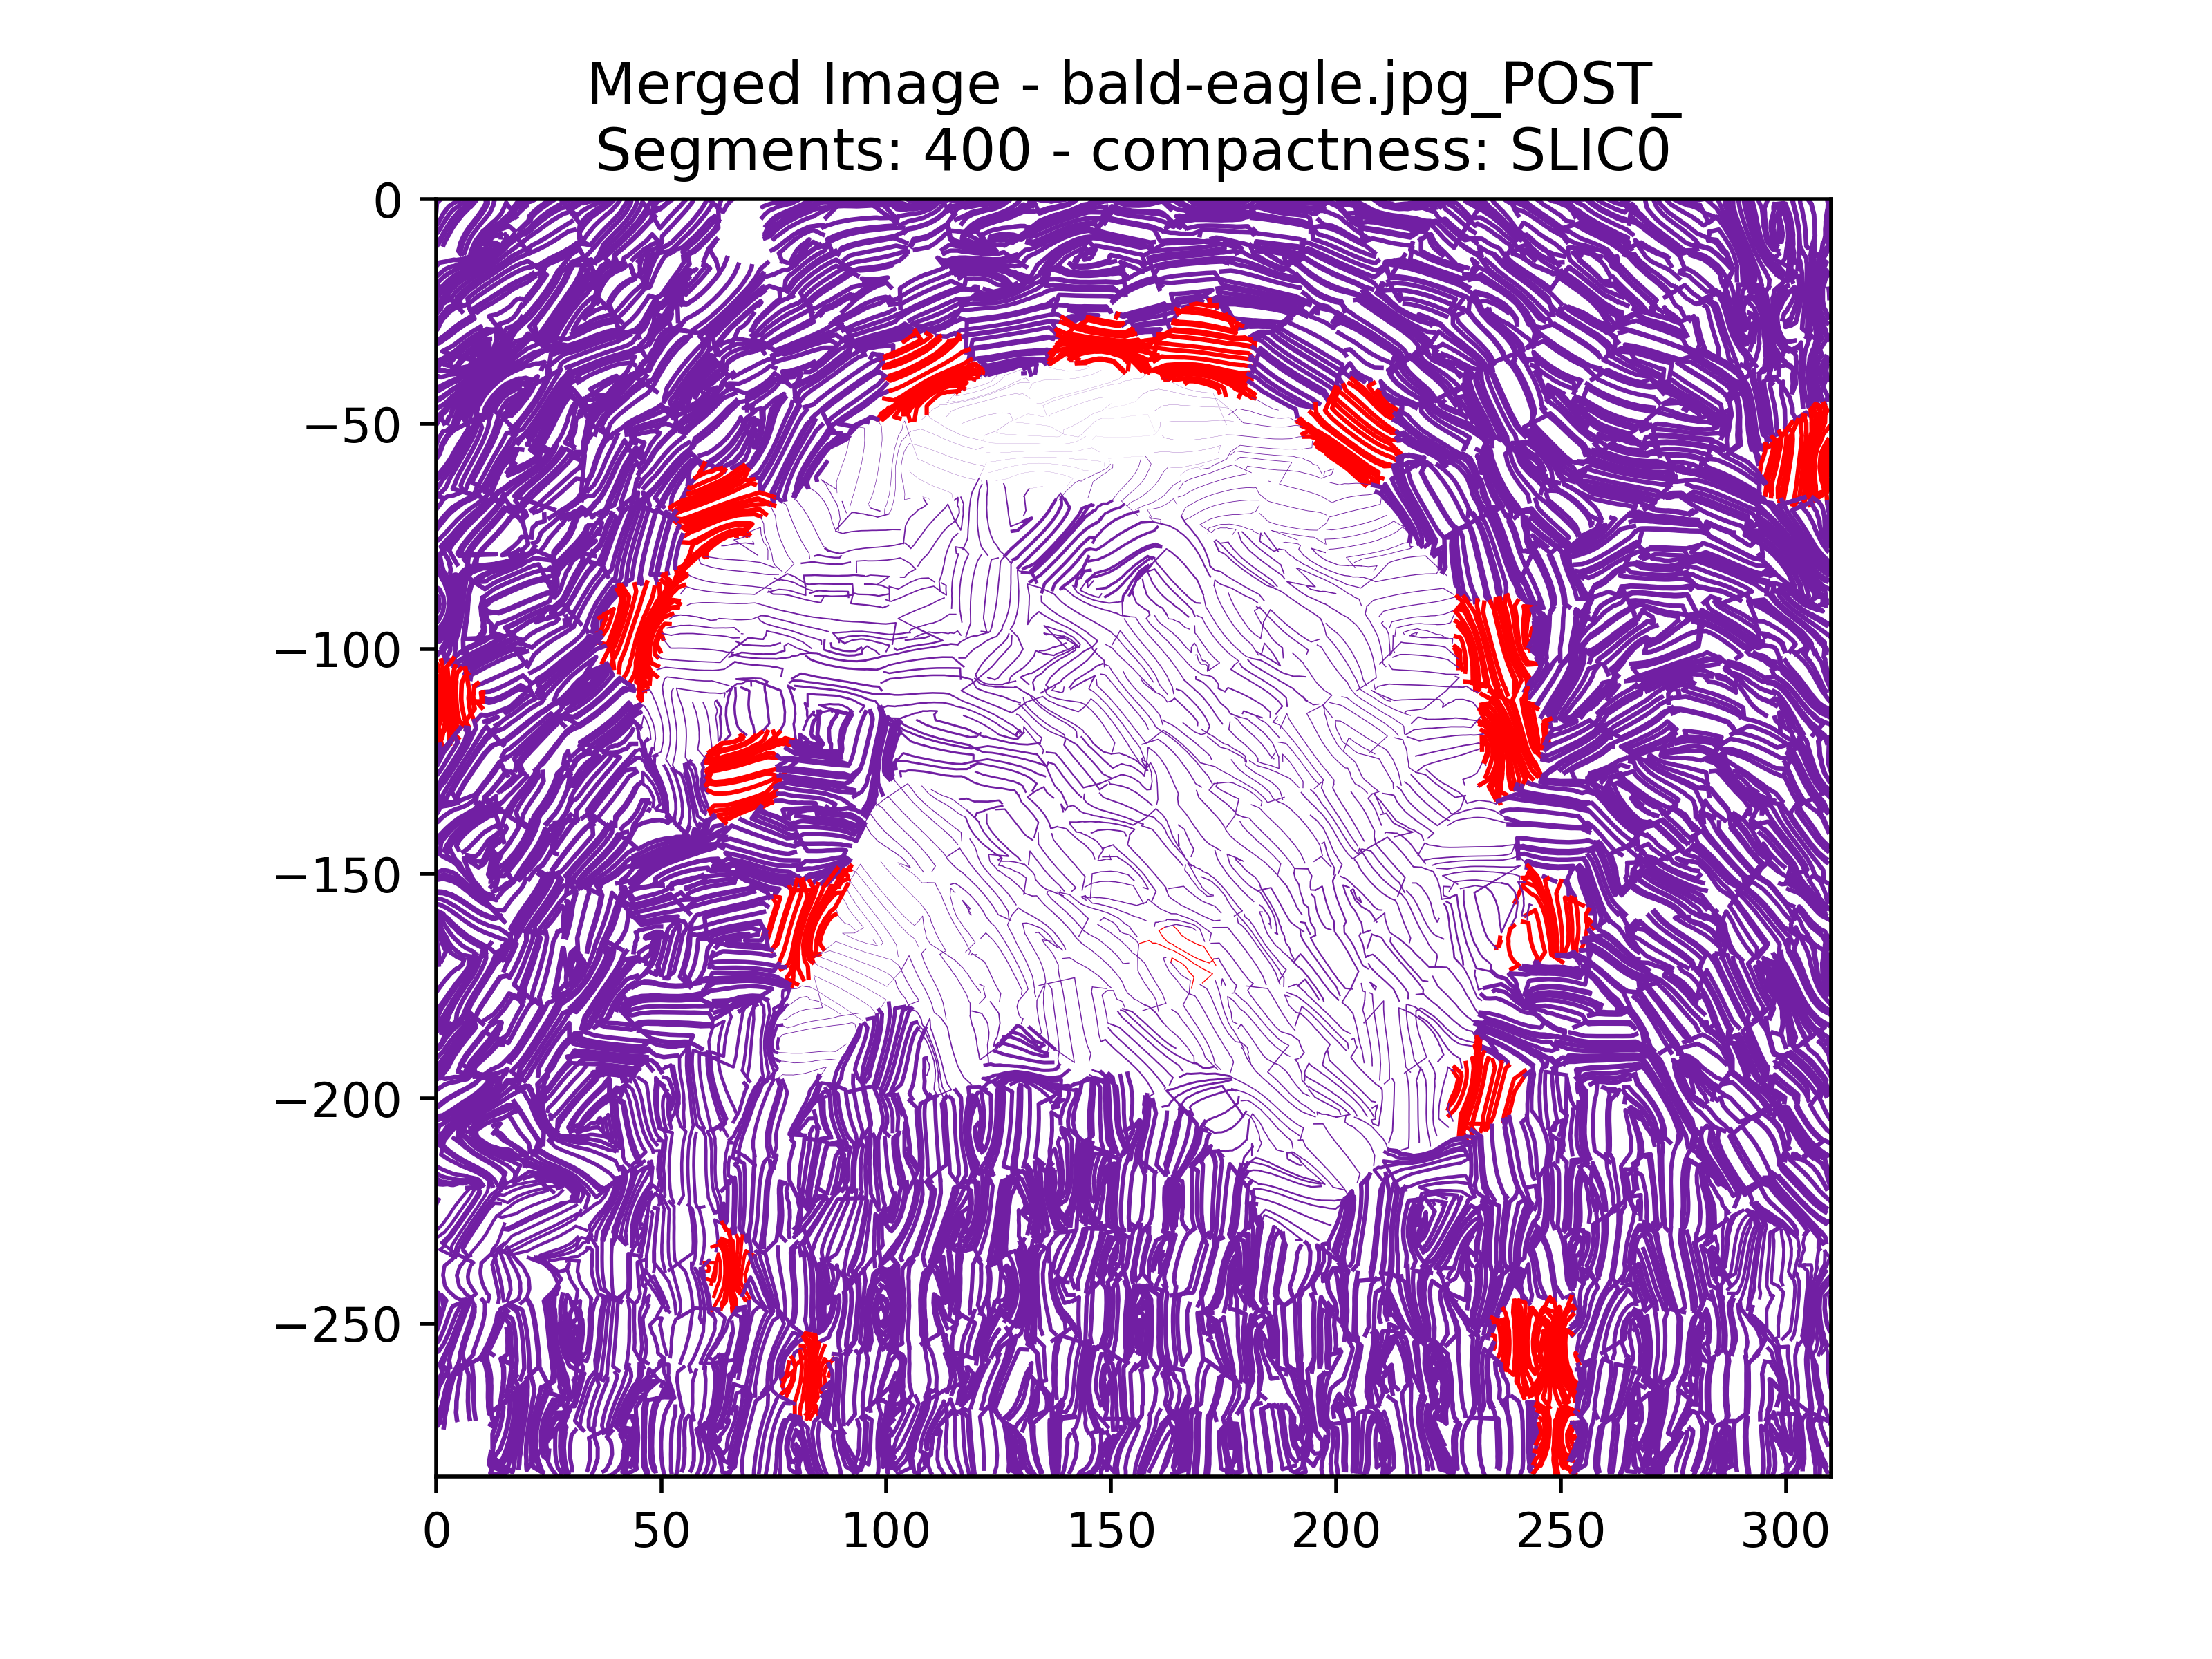 Merged Image - bald-eagle.jpg_POST_
Segments: 400 - compactness: SLIC0
0
−50
−100
−150
−200
−250
0 50 100 150 200 250 300